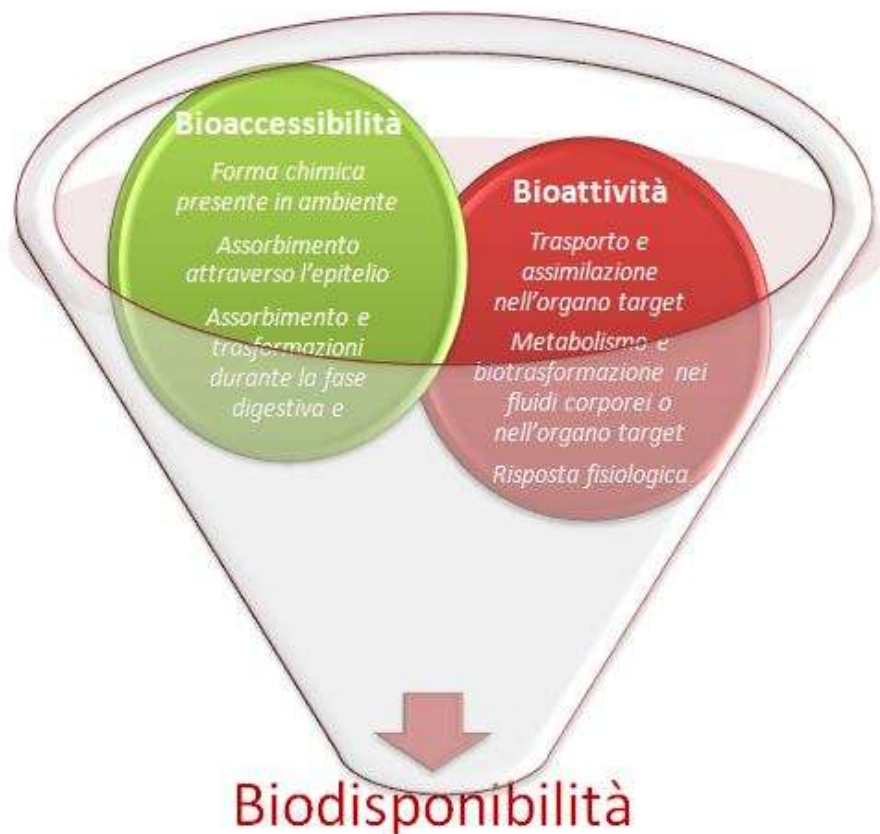 Bioaccessibilità
Forma chimica
presente in ambiente
Assorbimento
attraverso l'epitelio
Assorbimento e
trasformazioni
durante la fase
digestiva e
Bioattività
Trasporto e
assimilazione
nell'organo target
Metabolismo e
biotrasformazione nei
fluidi corporei o
nell'organo target
Risposta fisiologica
Biodisponibilità